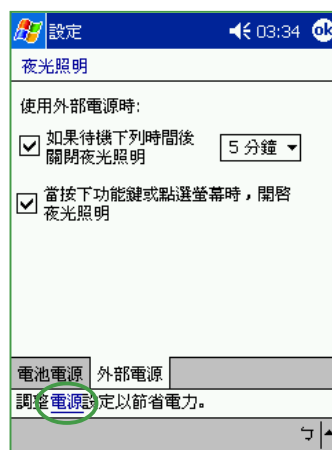 設定 03:34 ok
夜光照明
使用外部電源時:
如果待機下列時間後
關閉夜光照明
5 分鐘
當按下功能鍵或點選螢幕時，開啓
夜光照明
電池電源 外部電源
調整電源設定以節省電力。
ㄅ